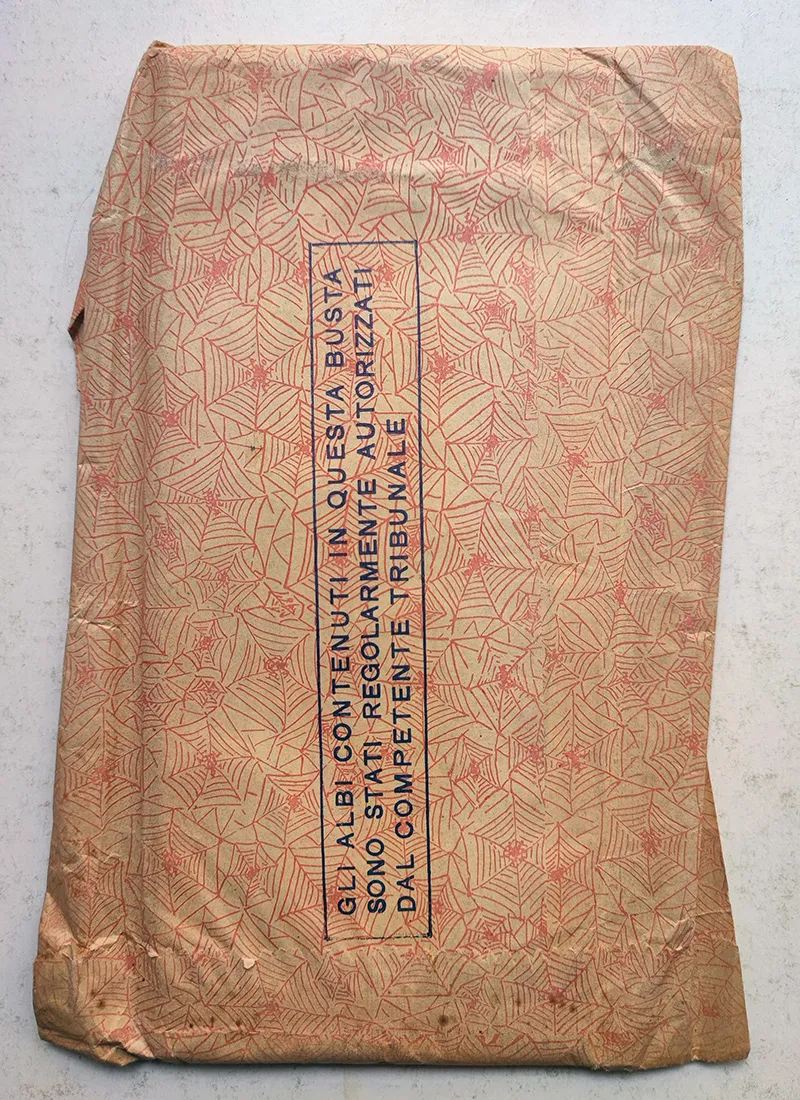 GLI ALBI CONTENUTI IN QUESTA BUSTA
SONO STATI REGOLARMENTE AUTORIZZATI
DAL COMPETENTE TRIBUNALE